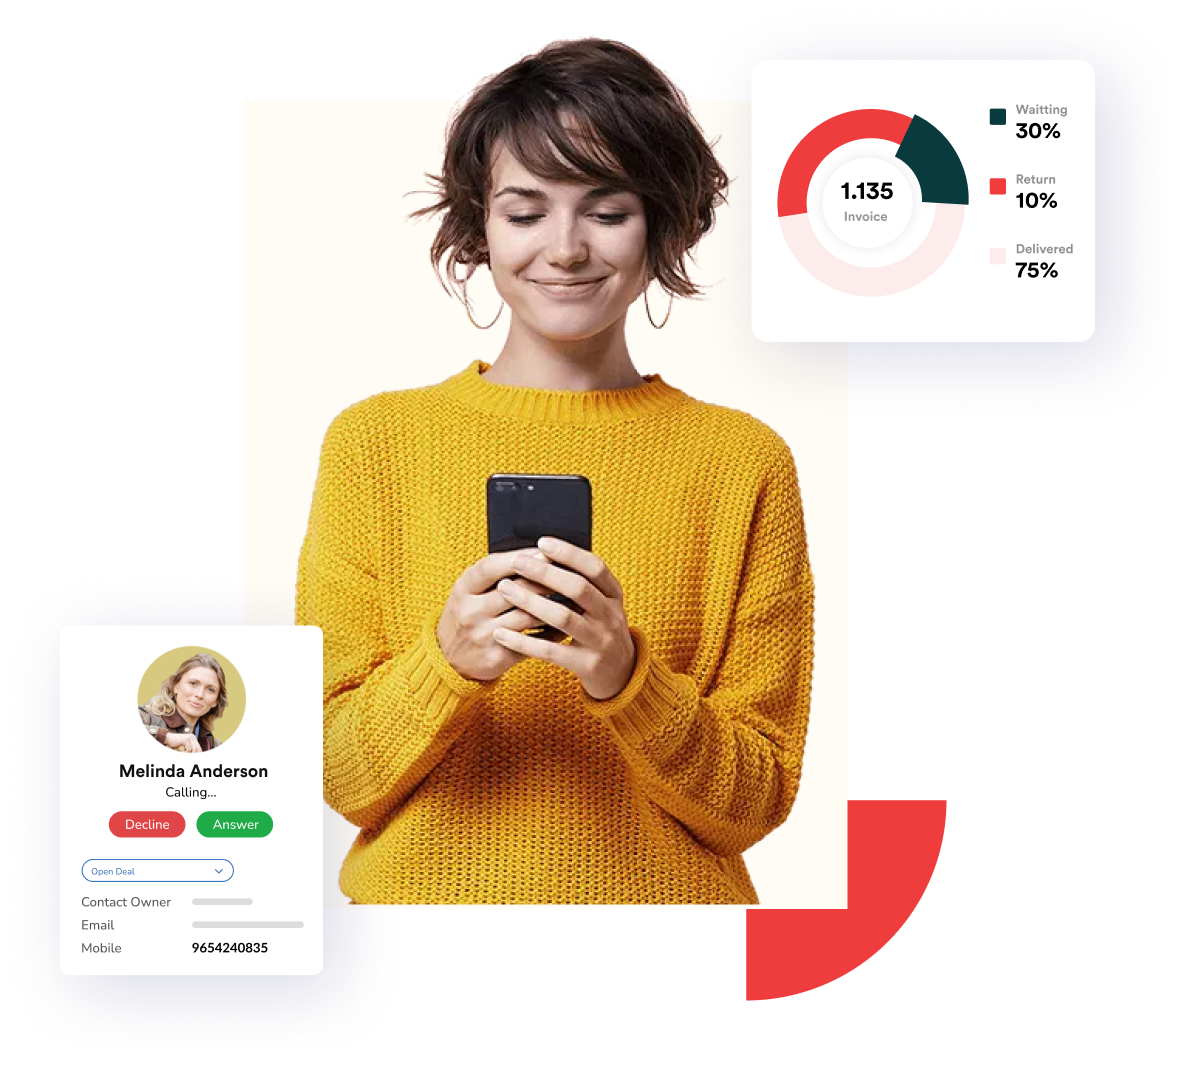 Waitting
30%
1.135
Invoice
Return
10%
Delivered
75%
Melinda Anderson
Calling...
Decline
Answer
Open Deal
Contact Owner
Email
Mobile
9654240835